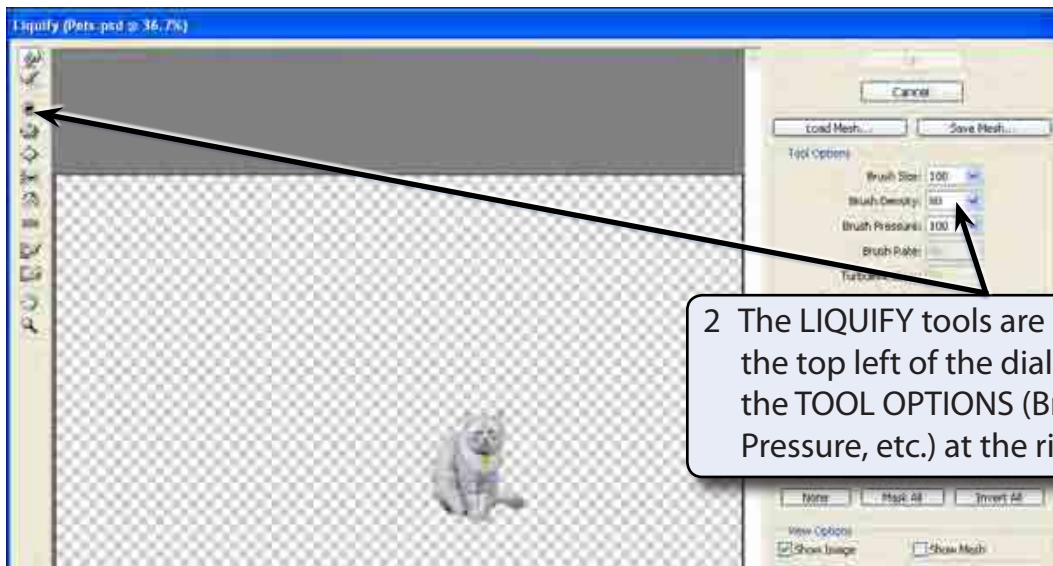 Liquify (Pets.psd @ 36.7%)
Cancel
Load Mesh... Save Mesh...
Tool Options
Brush Size: 100
Brush Density: 80
Brush Pressure: 100
Brush Rate:
2 The LIQUIFY tools are
the top left of the dial
the TOOL OPTIONS (Br
Pressure, etc.) at the ri
None Mask All Invert All
View Options
Show Image Show Mesh